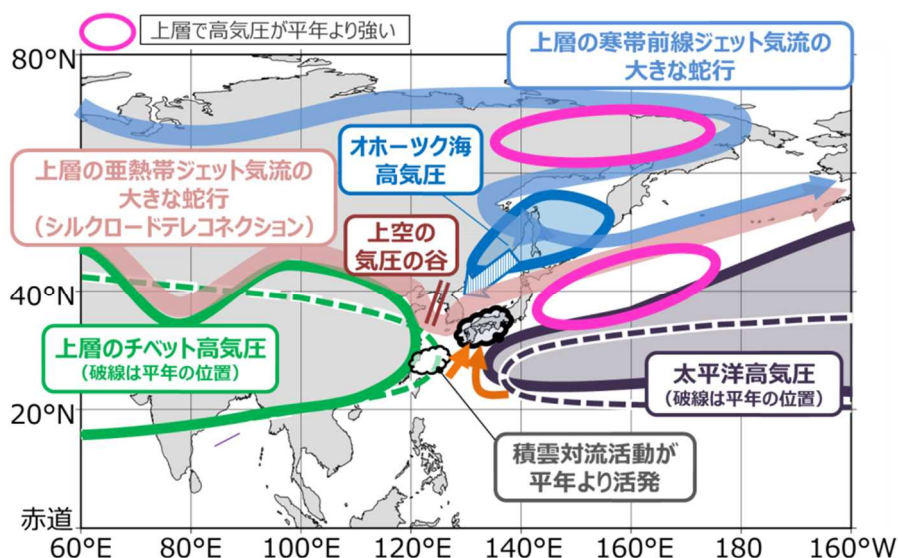 上層で高気圧が平年より強い
80°N
上層の寒帯前線ジェット気流の
大きな蛇行
オホーツク海
高気圧
上層の亜熱帯ジェット気流の
大きな蛇行
（シルクロードテレコネクション）
上空の
気圧の谷
40°N
上層のチベット高気圧
（破線は平年の位置）
太平洋高気圧
（破線は平年の位置）
20°N
積雲対流活動が
平年より活発
赤道
60°E
80°E
100°E
120°E
140°E
160°E
180
160°W